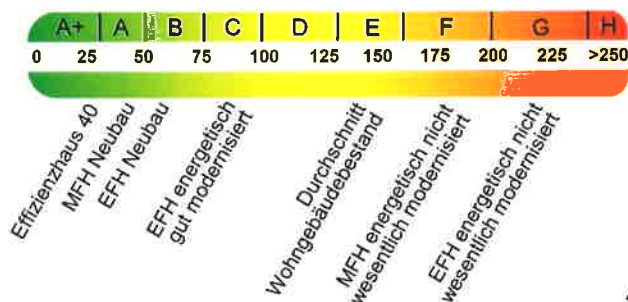 A+ A B C D E F G H
0 25 50 75 100 125 150 175 200 225 >250
Effizienzhaus 40
MFH Neubau
EFH Neubau
EFH energetisch
gut modernisiert
Durchschnitt
Wohngebäudebestand
MFH energetisch nicht
wesentlich modernisiert
EFH energetisch nicht
wesentlich modernisiert